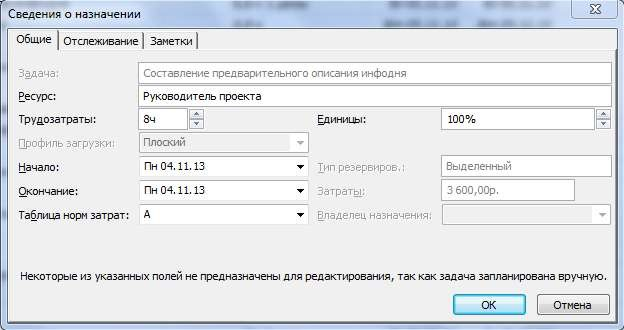 Сведения о назначении
Общие Отслеживание Заметки
Задача: Составление предварительного описания инфодня
Ресурс: Руководитель проекта
Трудозатраты: 8ч Единицы: 100%
Профиль загрузки: Плоский
Начало: Пн 04.11.13 Тип резервиров.: Выделенный
Окончание: Пн 04.11.13 Затраты: 3 600,00р.
Таблица норм затрат: A Владелец назначения:
Некоторые из указанных полей не предназначены для редактирования, так как задача запланирована вручную.
ОК Отмена